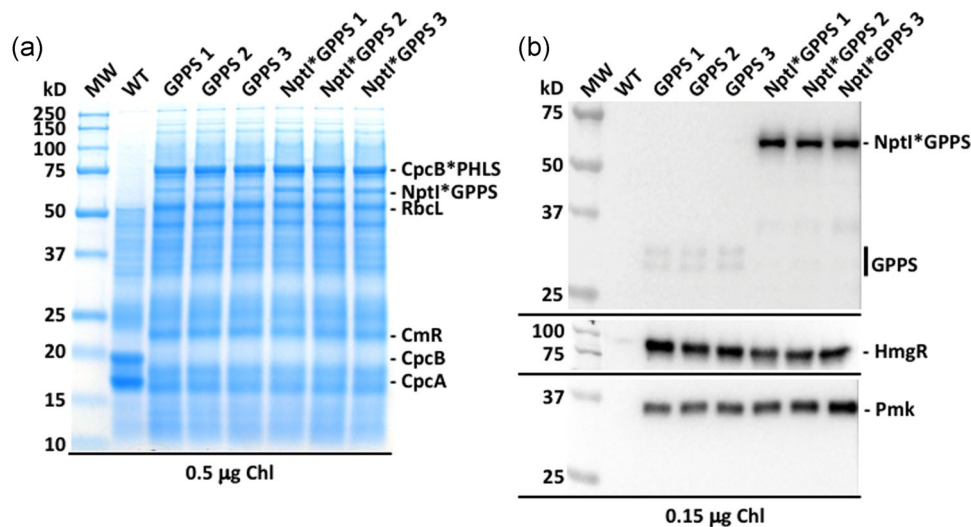 (a)
kD
MW
WT
GPPS 1
GPPS 2
GPPS 3
NptI*GPPS 1
NptI*GPPS 2
NptI*GPPS 3
250
150
100
75
50
37
25
20
15
10
- CpcB*PHLS
- NptI*GPPS
- RbcL
- CmR
- CpcB
- CpcA
0.5 µg Chl
(b)
kD
MW
WT
GPPS 1
GPPS 2
GPPS 3
NptI*GPPS 1
NptI*GPPS 2
NptI*GPPS 3
75
50
37
25
- NptI*GPPS
GPPS
100
75
- HmgR
37
25
- Pmk
0.15 µg Chl